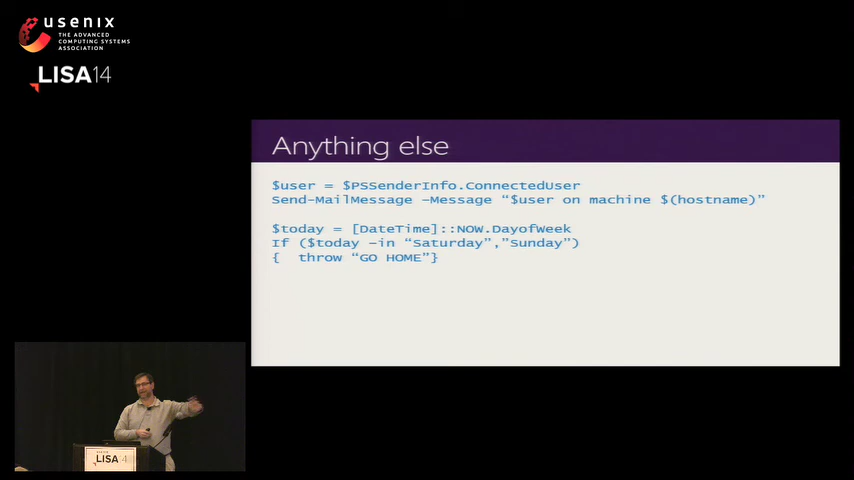 usenix
THE ADVANCED
COMPUTING SYSTEMS
ASSOCIATION
LISA14
Anything else
$user = $PSSenderInfo.ConnectedUser
Send-MailMessage –Message “$user on machine $(hostname)”
$today = [DateTime]::NOW.DayofWeek
If ($today –in “Saturday”,”Sunday”)
{  throw “GO HOME”}
LISA 14